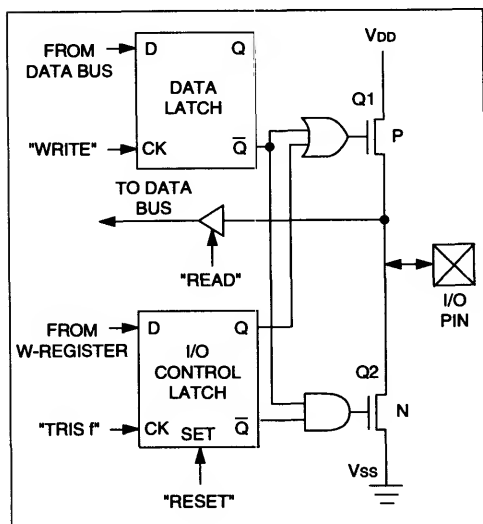 FROM
DATA BUS
D
Q
DATA
LATCH
"WRITE"
CK
Q
VDD
Q1
P
TO DATA
BUS
"READ"
I/O
PIN
FROM
W-REGISTER
D
Q
I/O
CONTROL
LATCH
"TRIS f"
CK
SET
Q
"RESET"
Q2
N
VSS